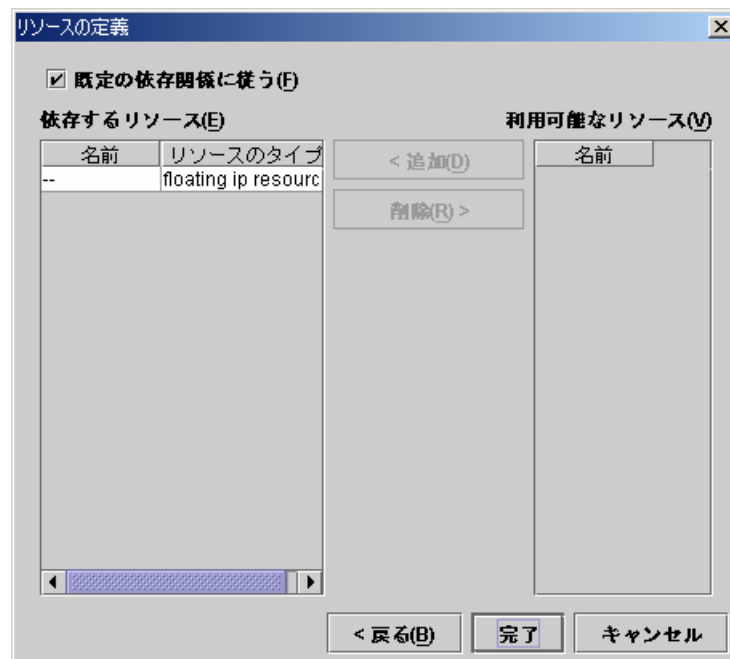 リソースの定義
既定の依存関係に従う(F)
依存するリソース(E)
利用可能なリソース(V)
名前 リソースのタイプ
-- floating ip resourc
< 追加(D)
削除(R) >
名前
< 戻る(B) 完了 キャンセル